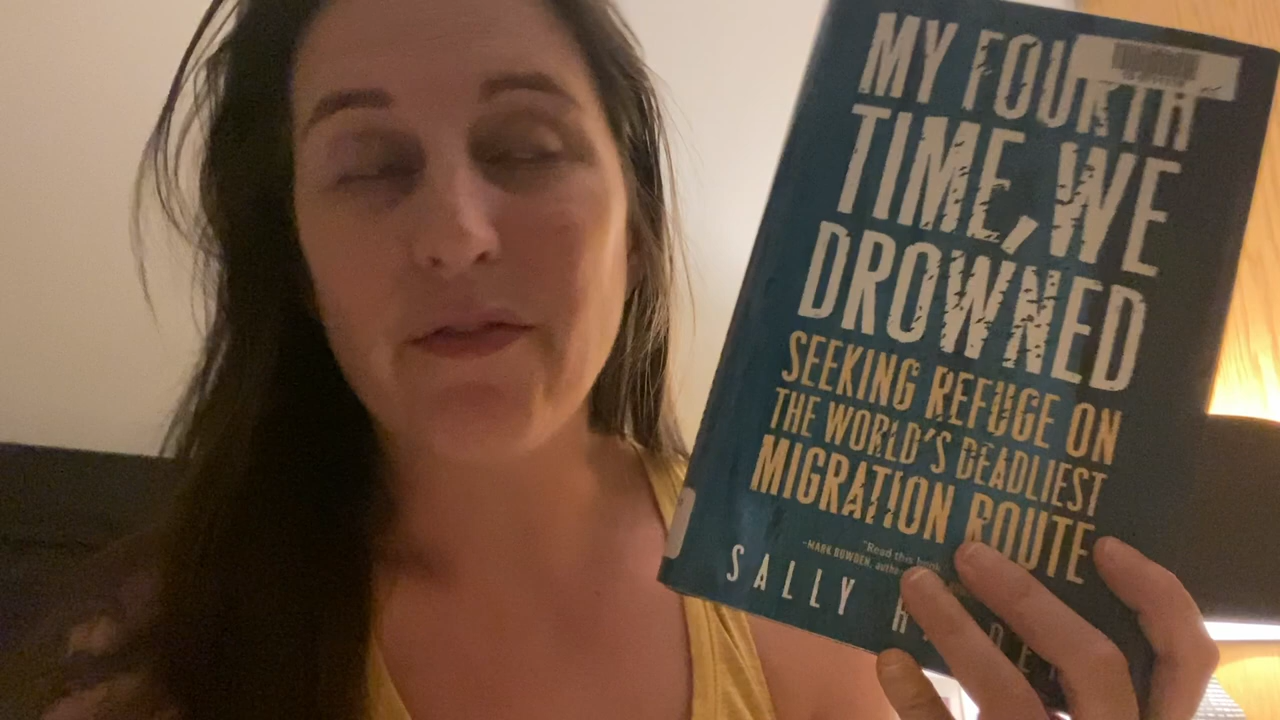 MY FOURTH
TIME, WE
DROWNED
SEEKING REFUGE ON
THE WORLD'S DEADLIEST
MIGRATION ROUTE
"Read this book
—MARK BOWDEN, author
SALLY